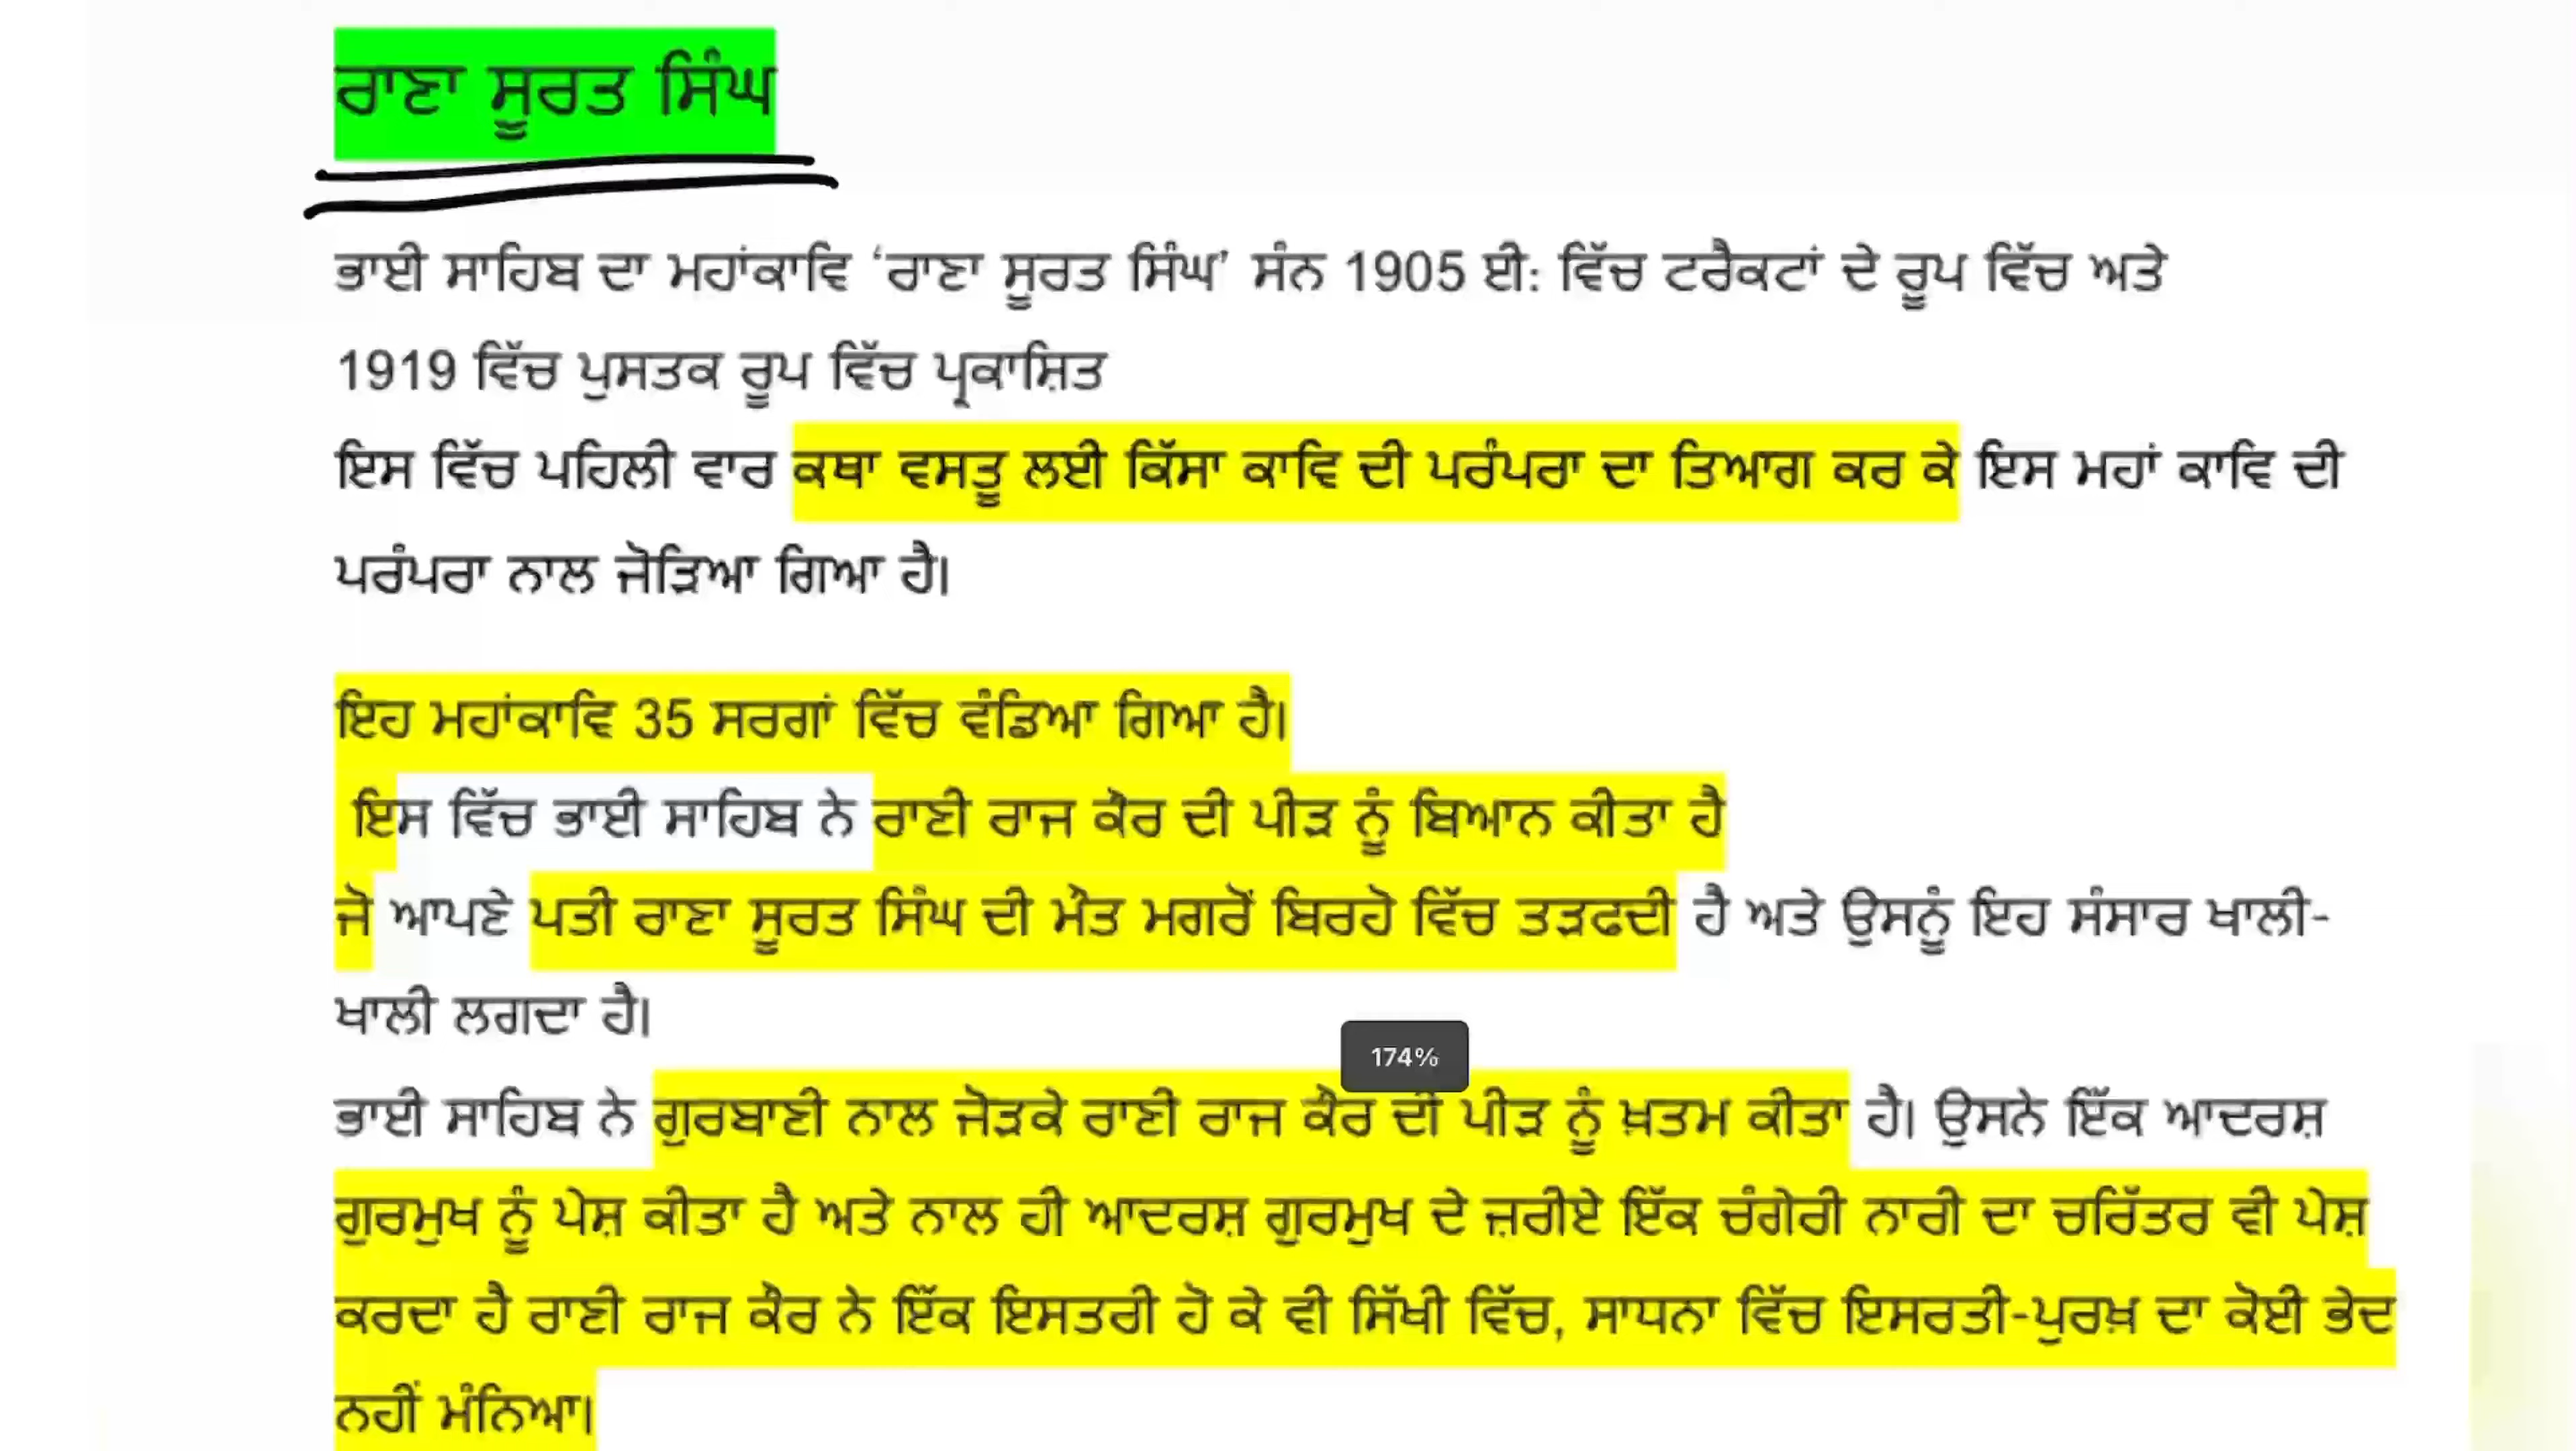 ਰਾਣਾ ਸੂਰਤ ਸਿੰਘ
ਭਾਈ ਸਾਹਿਬ ਦਾ ਮਹਾਂਕਾਵਿ ‘ਰਾਣਾ ਸੂਰਤ ਸਿੰਘ’ ਸੰਨ 1905 ਈ: ਵਿੱਚ ਟਰੈਕਟਾਂ ਦੇ ਰੂਪ ਵਿੱਚ ਅਤੇ
1919 ਵਿੱਚ ਪੁਸਤਕ ਰੂਪ ਵਿੱਚ ਪ੍ਰਕਾਸ਼ਿਤ
ਇਸ ਵਿੱਚ ਪਹਿਲੀ ਵਾਰ ਕਥਾ ਵਸਤੂ ਲਈ ਕਿੱਸਾ ਕਾਵਿ ਦੀ ਪਰੰਪਰਾ ਦਾ ਤਿਆਗ ਕਰ ਕੇ ਇਸ ਮਹਾਂ ਕਾਵਿ ਦੀ
ਪਰੰਪਰਾ ਨਾਲ ਜੋੜਿਆ ਗਿਆ ਹੈ।
ਇਹ ਮਹਾਂਕਾਵਿ 35 ਸਰਗਾਂ ਵਿੱਚ ਵੰਡਿਆ ਗਿਆ ਹੈ।
ਇਸ ਵਿੱਚ ਭਾਈ ਸਾਹਿਬ ਨੇ ਰਾਣੀ ਰਾਜ ਕੌਰ ਦੀ ਪੀੜ ਨੂੰ ਬਿਆਨ ਕੀਤਾ ਹੈ
ਜੋ ਆਪਣੇ ਪਤੀ ਰਾਣਾ ਸੂਰਤ ਸਿੰਘ ਦੀ ਮੌਤ ਮਗਰੋਂ ਬਿਰਹੋ ਵਿੱਚ ਤੜਫਦੀ ਹੈ ਅਤੇ ਉਸਨੂੰ ਇਹ ਸੰਸਾਰ ਖਾਲੀ-
ਖਾਲੀ ਲਗਦਾ ਹੈ।
174%
ਭਾਈ ਸਾਹਿਬ ਨੇ ਗੁਰਬਾਣੀ ਨਾਲ ਜੋੜਕੇ ਰਾਣੀ ਰਾਜ ਕੌਰ ਦੀ ਪੀੜ ਨੂੰ ਖ਼ਤਮ ਕੀਤਾ ਹੈ। ਉਸਨੇ ਇੱਕ ਆਦਰਸ਼
ਗੁਰਮੁਖ ਨੂੰ ਪੇਸ਼ ਕੀਤਾ ਹੈ ਅਤੇ ਨਾਲ ਹੀ ਆਦਰਸ਼ ਗੁਰਮੁਖ ਦੇ ਜ਼ਰੀਏ ਇੱਕ ਚੰਗੇਰੀ ਨਾਰੀ ਦਾ ਚਰਿੱਤਰ ਵੀ ਪੇਸ਼
ਕਰਦਾ ਹੈ ਰਾਣੀ ਰਾਜ ਕੌਰ ਨੇ ਇੱਕ ਇਸਤਰੀ ਹੋ ਕੇ ਵੀ ਸਿੱਖੀ ਵਿੱਚ, ਸਾਧਨਾ ਵਿੱਚ ਇਸਰਤੀ-ਪੁਰਖ਼ ਦਾ ਕੋਈ ਭੇਦ
ਨਹੀਂ ਮੰਨਿਆ।